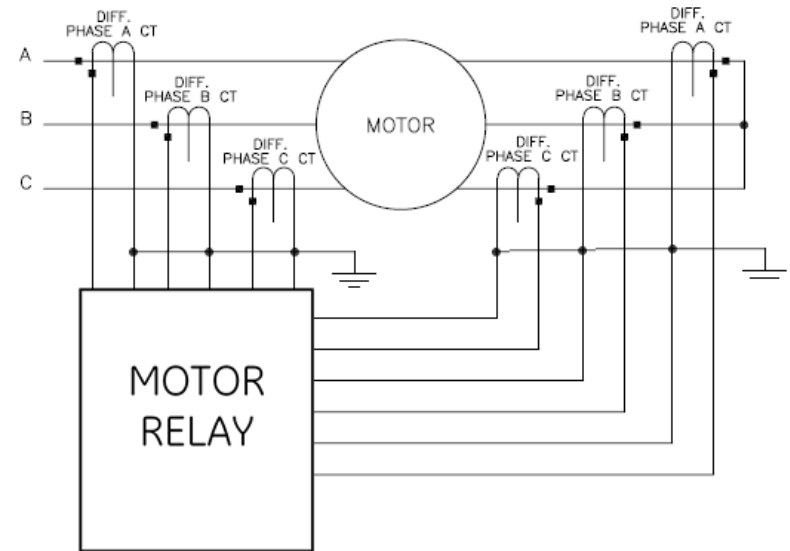 DIFF.
PHASE A CT
DIFF.
PHASE A CT
A
DIFF.
PHASE B CT
DIFF.
PHASE B CT
B
MOTOR
DIFF.
PHASE C CT
DIFF.
PHASE C CT
C
MOTOR
RELAY